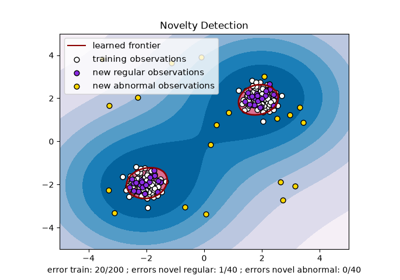 Novelty Detection
learned frontier
training observations
new regular observations
new abnormal observations
4
2
0
−2
−4
−4
−2
0
2
4
error train: 20/200 ; errors novel regular: 1/40 ; errors novel abnormal: 0/40